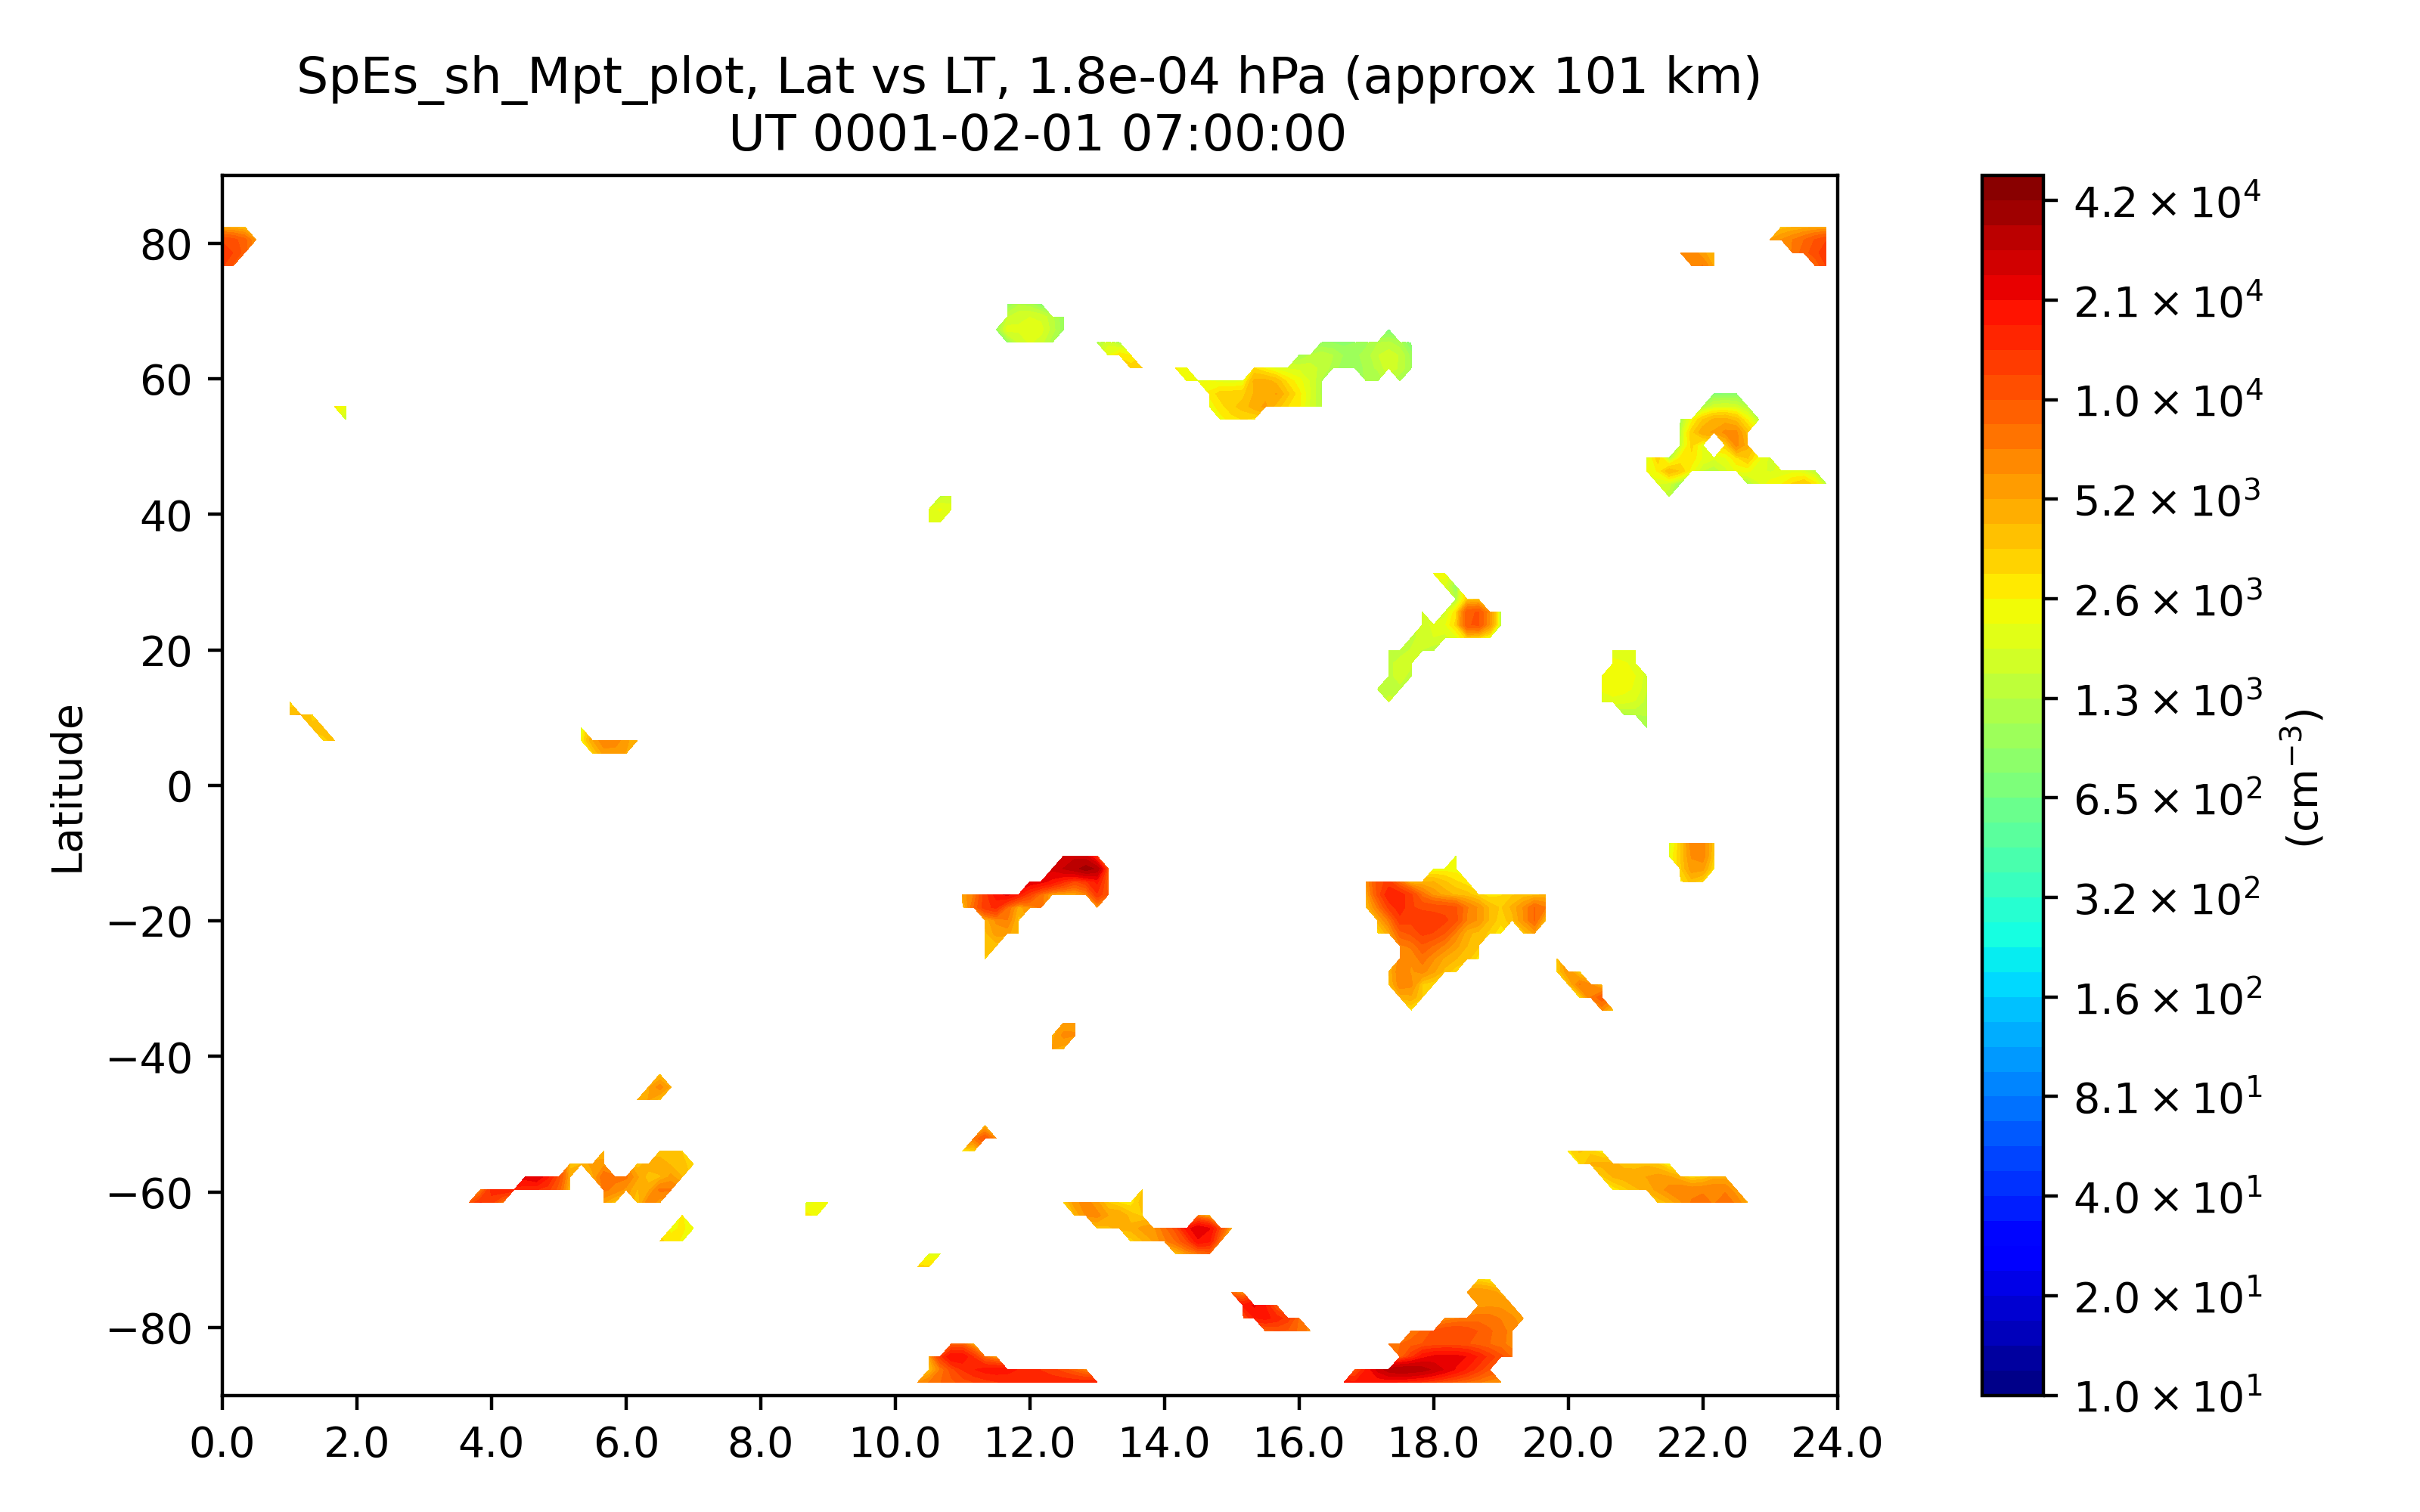 SpEs_sh_Mpt_plot, Lat vs LT, 1.8e-04 hPa (approx 101 km)
UT 0001-02-01 07:00:00
Latitude
80
60
40
20
0
−20
−40
−60
−80
0.0 2.0 4.0 6.0 8.0 10.0 12.0 14.0 16.0 18.0 20.0 22.0 24.0
4.2 × 10⁴
2.1 × 10⁴
1.0 × 10⁴
5.2 × 10³
2.6 × 10³
1.3 × 10³
6.5 × 10²
3.2 × 10²
1.6 × 10²
8.1 × 10¹
4.0 × 10¹
2.0 × 10¹
1.0 × 10¹
(cm⁻³)